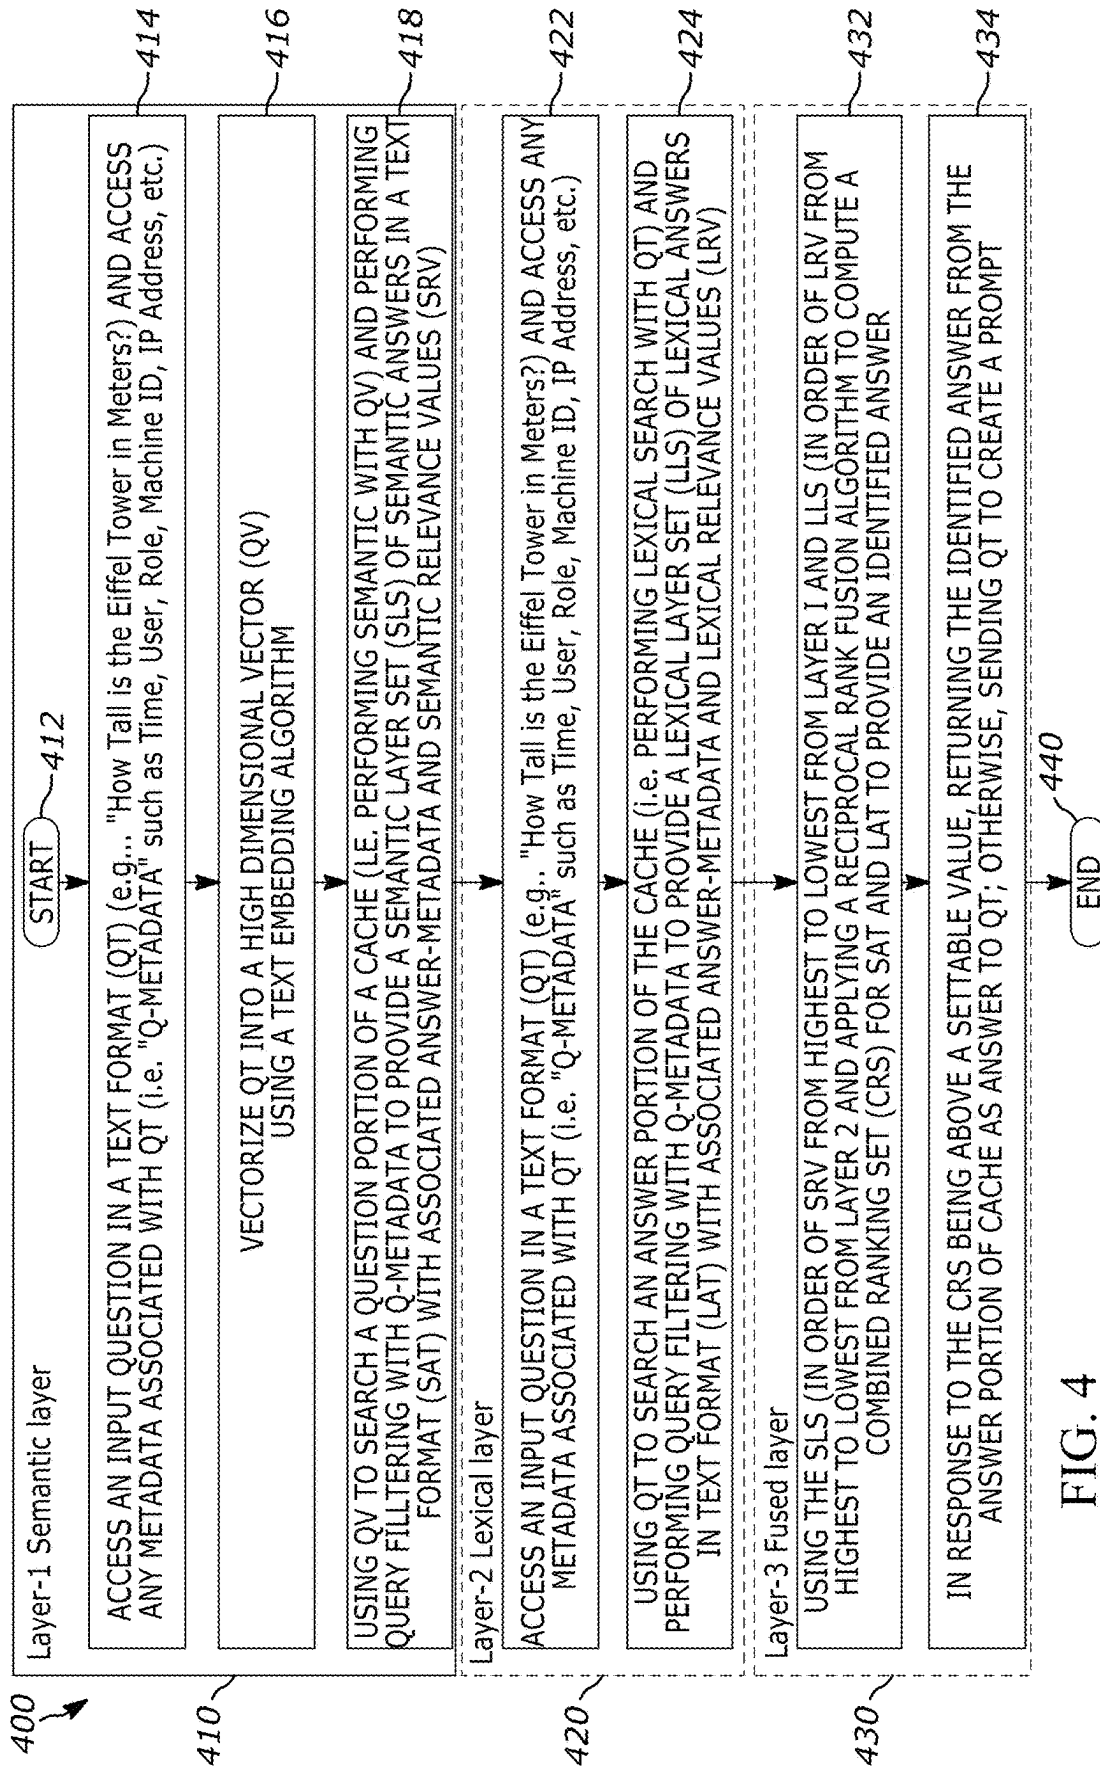 400
410
Layer-1 Semantic layer
START
412
ACCESS AN INPUT QUESTION IN A TEXT FORMAT (QT) (e.g... "How Tall is the Eiffel Tower in Meters?) AND ACCESS
ANY METADATA ASSOCIATED WITH QT (i.e. "Q-METADATA" such as Time, User, Role, Machine ID, IP Address, etc.)
414
VECTORIZE QT INTO A HIGH DIMENSIONAL VECTOR (QV)
USING A TEXT EMBEDDING ALGORITHM
416
USING QV TO SEARCH A QUESTION PORTION OF A CACHE (I.E. PERFORMING SEMANTIC WITH QV) AND PERFORMING
QUERY FILLTERING WITH Q-METADATA TO PROVIDE A SEMANTIC LAYER SET (SLS) OF SEMANTIC ANSWERS IN A TEXT
FORMAT (SAT) WITH ASSOCIATED ANSWER-METADATA AND SEMANTIC RELEVANCE VALUES (SRV)
418
420
Layer-2 Lexical layer
ACCESS AN INPUT QUESTION IN A TEXT FORMAT (QT) (e.g.. "How Tall is the Eiffel Tower in Meters?) AND ACCESS ANY
METADATA ASSOCIATED WITH QT (i.e. "Q-METADATA" such as Time, User, Role, Machine ID, IP Address, etc.)
422
USING QT TO SEARCH AN ANSWER PORTION OF THE CACHE (i.e. PERFORMING LEXICAL SEARCH WITH QT) AND
PERFORMING QUERY FILTERING WITH Q-METADATA TO PROVIDE A LEXICAL LAYER SET (LLS) OF LEXICAL ANSWERS
IN TEXT FORMAT (LAT) WITH ASSOCIATED ANSWER-METADATA AND LEXICAL RELEVANCE VALUES (LRV)
424
430
Layer-3 Fused layer
USING THE SLS (IN ORDER OF SRV FROM HIGHEST TO LOWEST FROM LAYER I AND LLS (IN ORDER OF LRV FROM
HIGHEST TO LOWEST FROM LAYER 2 AND APPLYING A RECIPROCAL RANK FUSION ALGORITHM TO COMPUTE A
COMBINED RANKING SET (CRS) FOR SAT AND LAT TO PROVIDE AN IDENTIFIED ANSWER
432
IN RESPONSE TO THE CRS BEING ABOVE A SETTABLE VALUE, RETURNING THE IDENTIFIED ANSWER FROM THE
ANSWER PORTION OF CACHE AS ANSWER TO QT; OTHERWISE, SENDING QT TO CREATE A PROMPT
434
END
440
FIG. 4